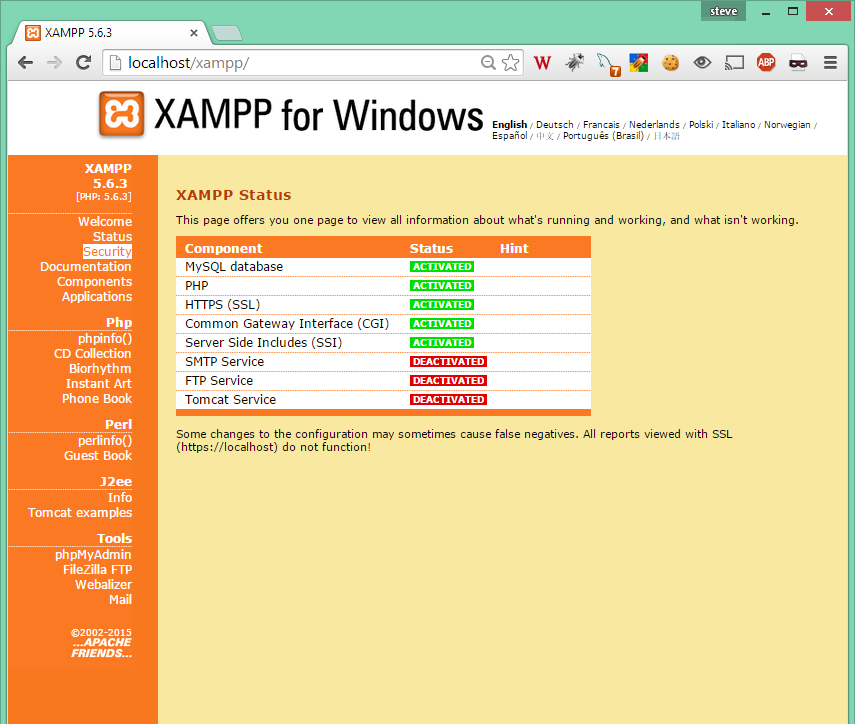 steve
XAMPP 5.6.3
localhost/xampp/
W
7
ABP
XAMPP for Windows
English / Deutsch / Francais / Nederlands / Polski / Italiano / Norwegian /
Español / 中文 / Português (Brasil) / 日本語
XAMPP
5.6.3
[PHP: 5.6.3]
Welcome
Status
Security
Documentation
Components
Applications
Php
phpinfo()
CD Collection
Biorhythm
Instant Art
Phone Book
Perl
perlinfo()
Guest Book
J2ee
Info
Tomcat examples
Tools
phpMyAdmin
FileZilla FTP
Webalizer
Mail
©2002-2015
...APACHE
FRIENDS...
XAMPP Status
This page offers you one page to view all information about what's running and working, and what isn't working.
Component Status Hint
MySQL database ACTIVATED
PHP ACTIVATED
HTTPS (SSL) ACTIVATED
Common Gateway Interface (CGI) ACTIVATED
Server Side Includes (SSI) ACTIVATED
SMTP Service DEACTIVATED
FTP Service DEACTIVATED
Tomcat Service DEACTIVATED
Some changes to the configuration may sometimes cause false negatives. All reports viewed with SSL
(https://localhost) do not function!